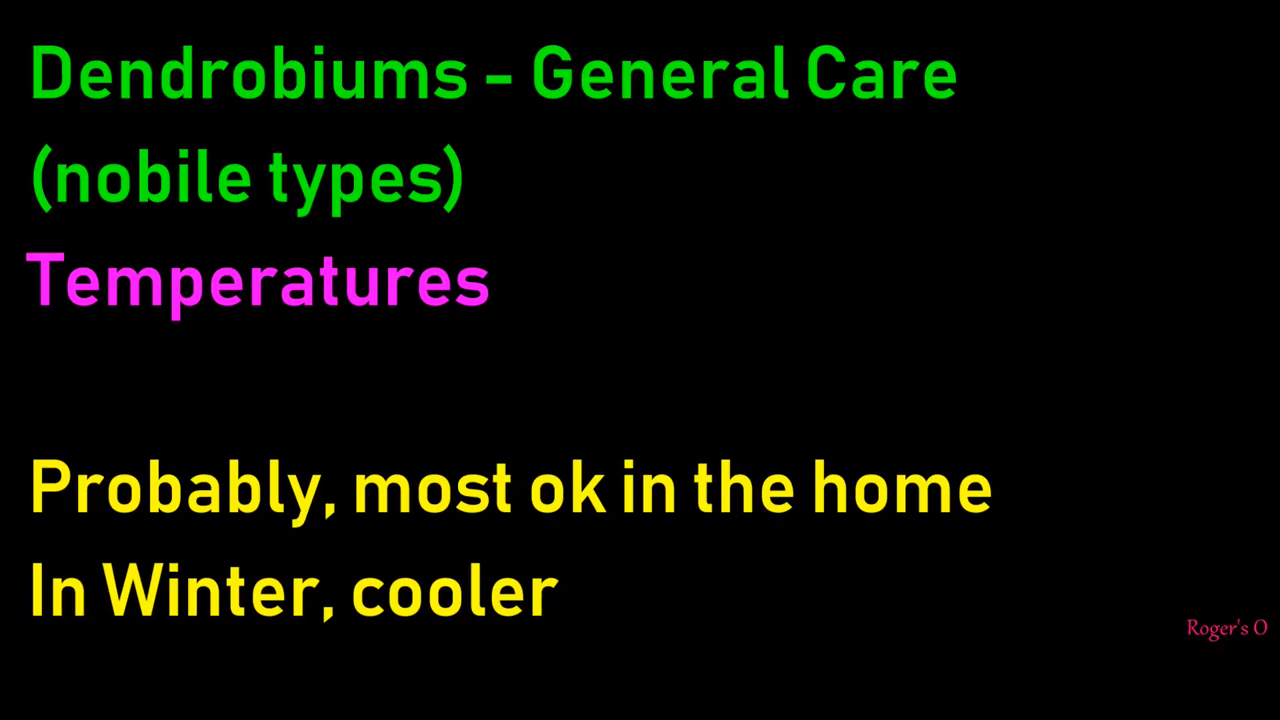 Dendrobiums - General Care
(nobile types)
Temperatures
Probably, most ok in the home
In Winter, cooler
Roger's O